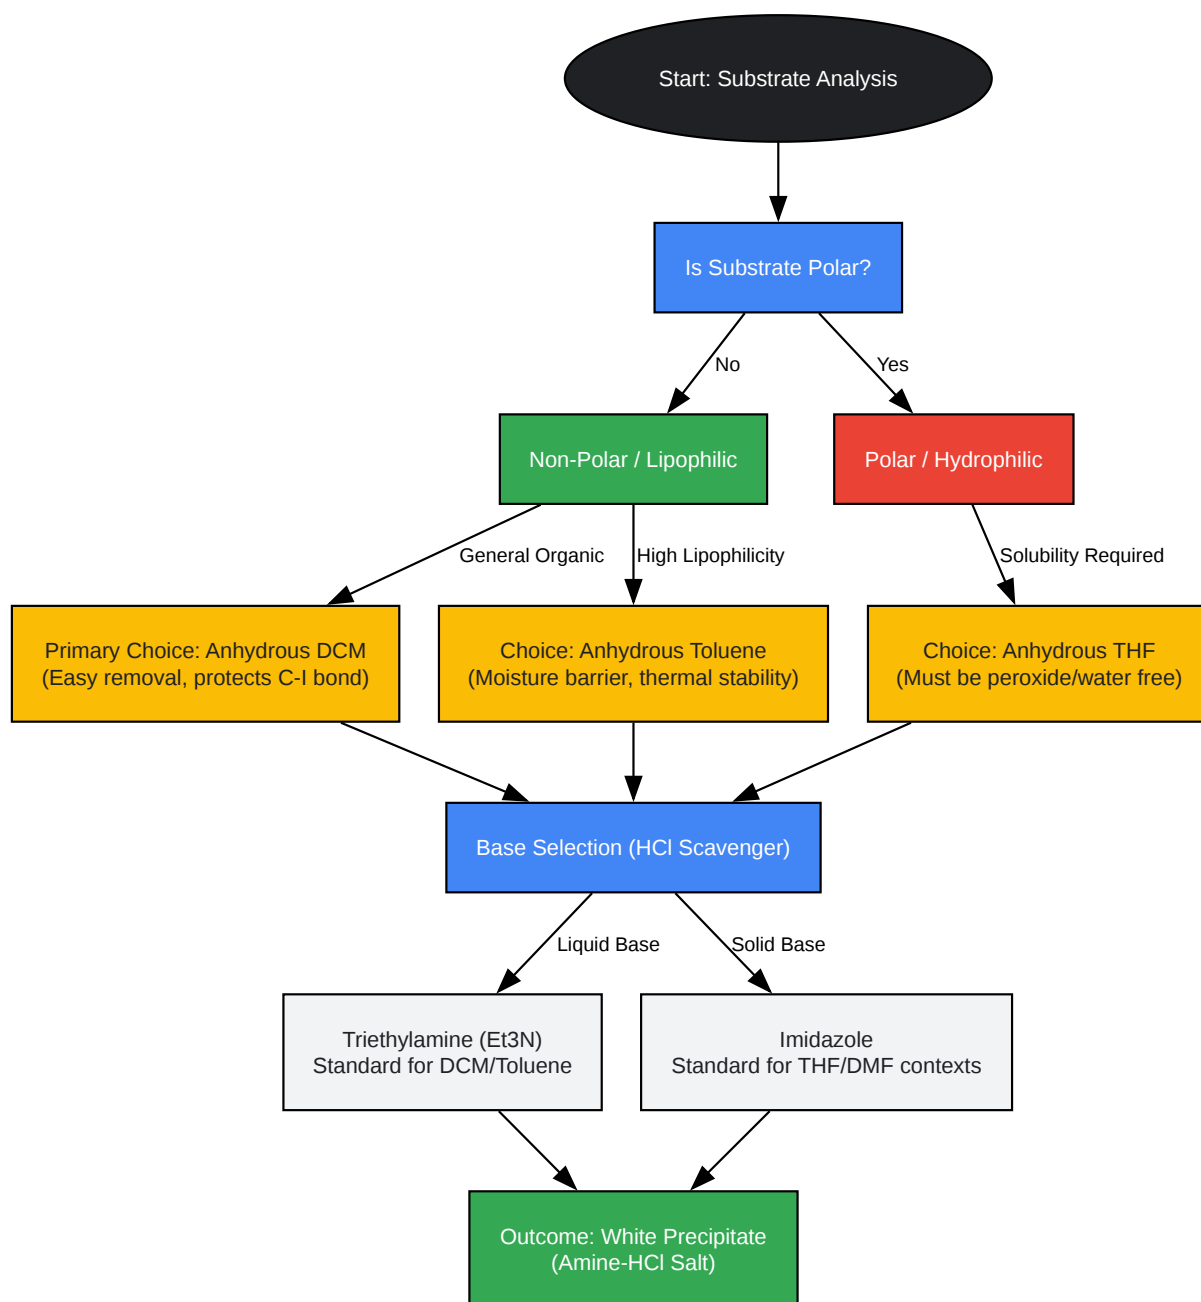 Start: Substrate Analysis
Is Substrate Polar?
No
Yes
Non-Polar / Lipophilic
Polar / Hydrophilic
General Organic
High Lipophilicity
Solubility Required
Primary Choice: Anhydrous DCM
(Easy removal, protects C-I bond)
Choice: Anhydrous Toluene
(Moisture barrier, thermal stability)
Choice: Anhydrous THF
(Must be peroxide/water free)
Base Selection (HCl Scavenger)
Liquid Base
Solid Base
Triethylamine (Et3N)
Standard for DCM/Toluene
Imidazole
Standard for THF/DMF contexts
Outcome: White Precipitate
(Amine-HCl Salt)